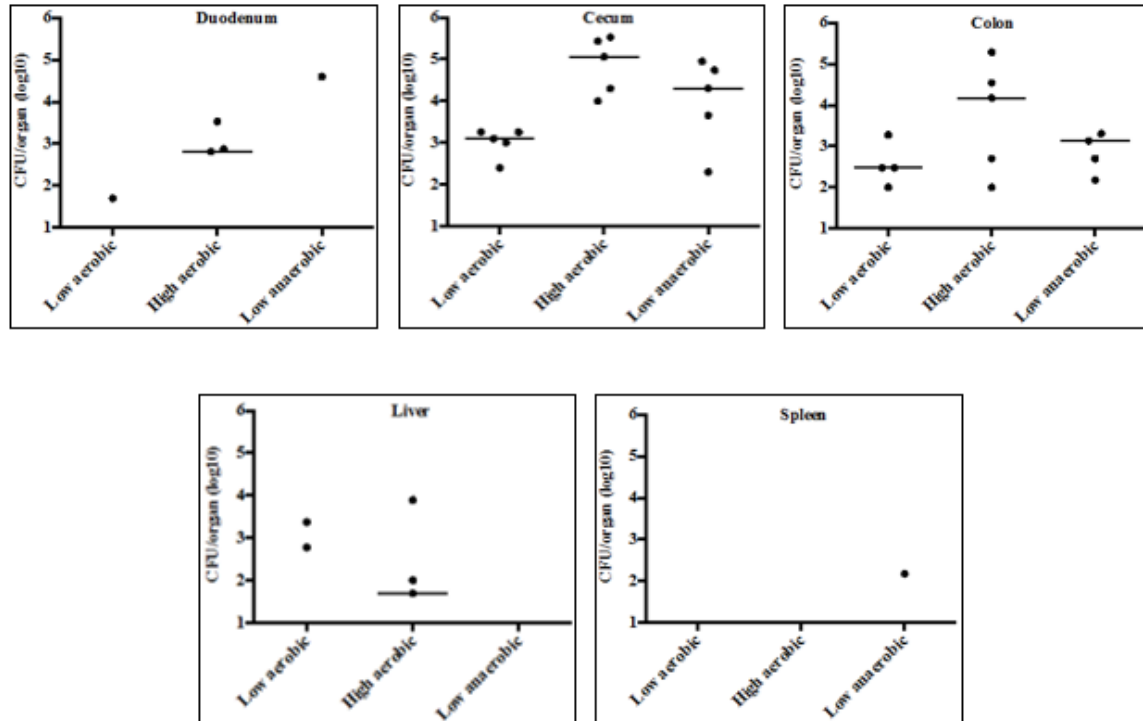 Duodenum
CFU/organ (log10)
6
5
4
3
2
1
Low aerobic
High aerobic
Low anaerobic
Cecum
CFU/organ (log10)
6
5
4
3
2
1
Low aerobic
High aerobic
Low anaerobic
Colon
CFU/organ (log10)
6
5
4
3
2
1
Low aerobic
High aerobic
Low anaerobic
Liver
CFU/organ (log10)
6
5
4
3
2
1
Low aerobic
High aerobic
Low anaerobic
Spleen
CFU/organ (log10)
6
5
4
3
2
1
Low aerobic
High aerobic
Low anaerobic